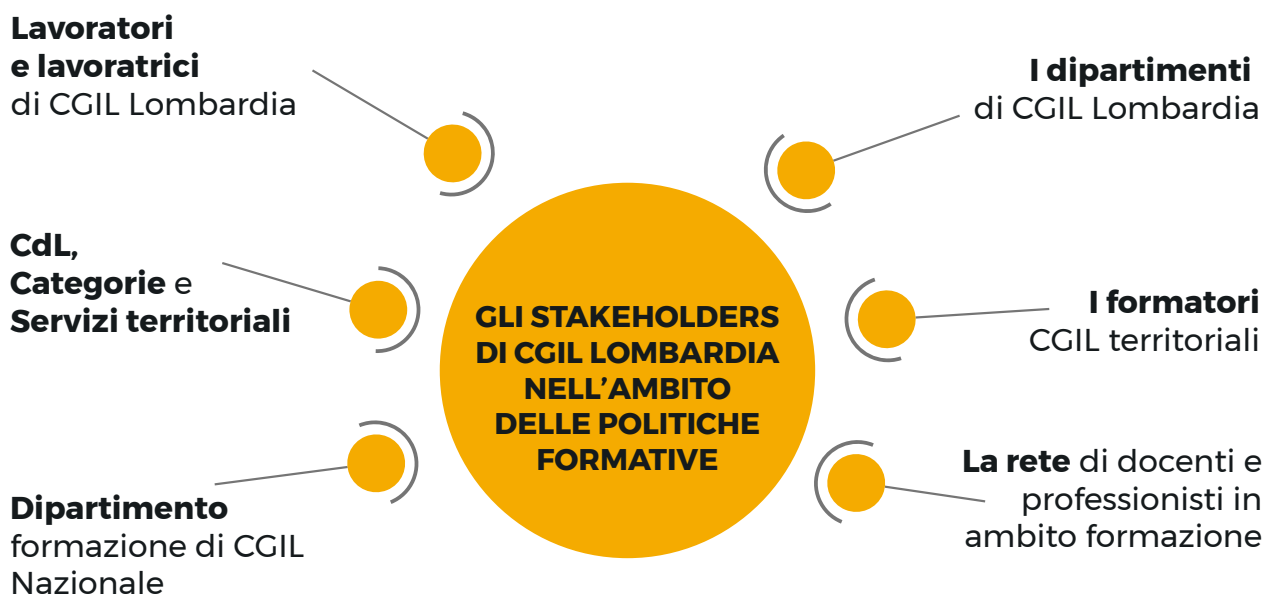 Lavoratori
e lavoratrici
di CGIL Lombardia
CdL,
Categorie e
Servizi territoriali
Dipartimento
formazione di CGIL
Nazionale
GLI STAKEHOLDERS
DI CGIL LOMBARDIA
NELL’AMBITO
DELLE POLITICHE
FORMATIVE
I dipartimenti
di CGIL Lombardia
I formatori
CGIL territoriali
La rete di docenti e
professionisti in
ambito formazione